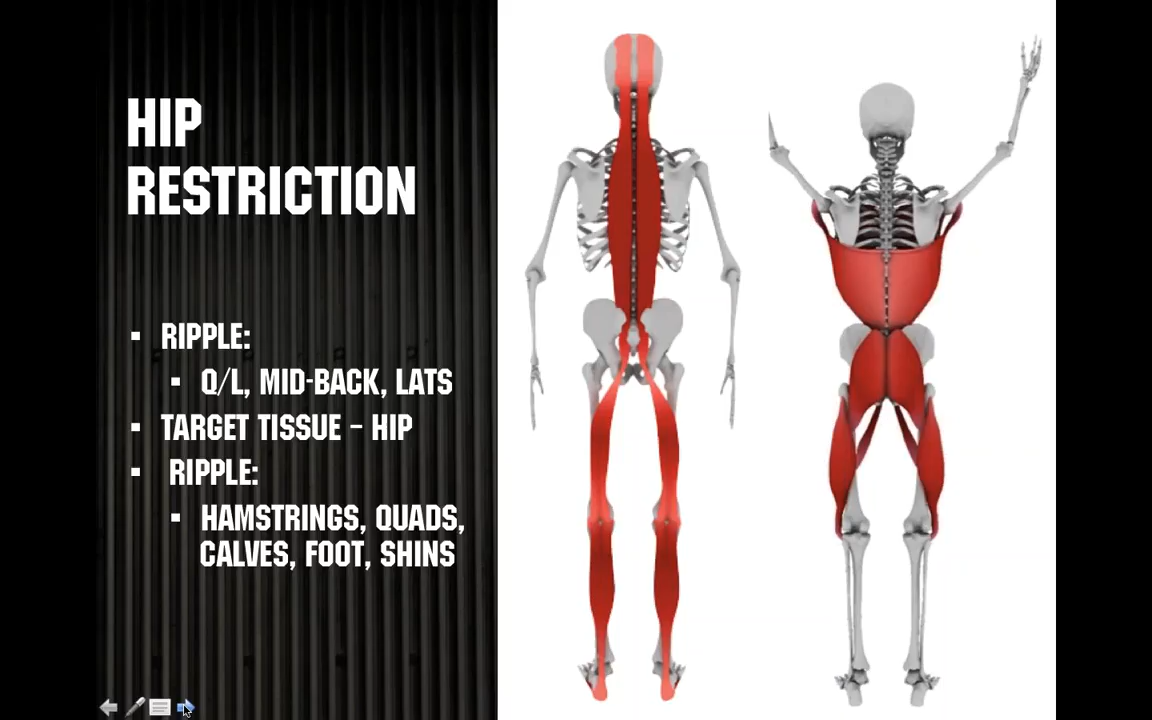 HIP
RESTRICTION
▪ RIPPLE:
▪ Q/L, MID-BACK, LATS
▪ TARGET TISSUE – HIP
▪ RIPPLE:
▪ HAMSTRINGS, QUADS,
CALVES, FOOT, SHINS